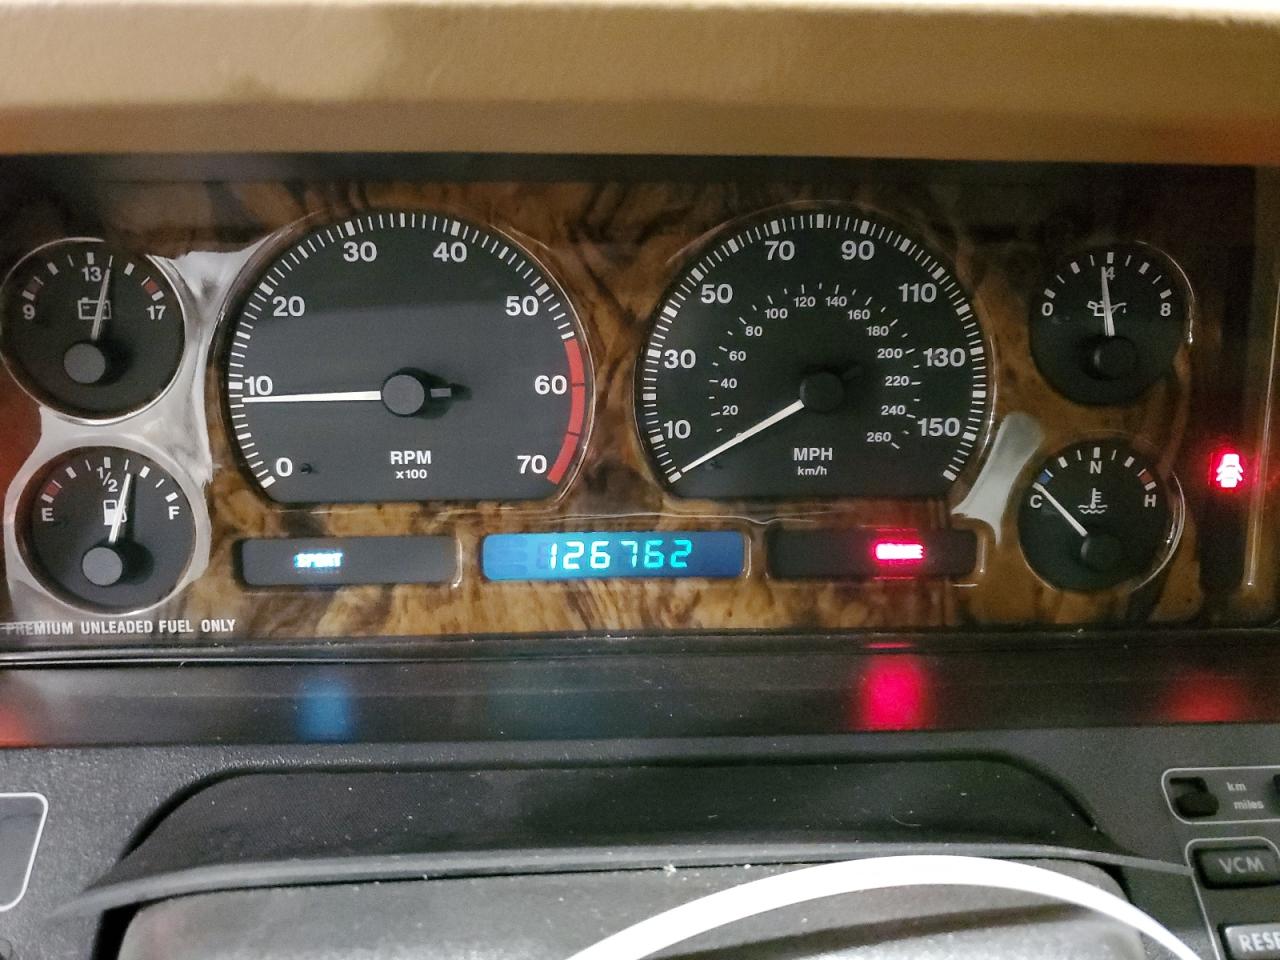 9 13 17
E 1/2 F
0 10 20 30 40 50 60 70
RPM
x100
10 30 50 70 90 110 130 150
20 40 60 80 100 120 140 160 180 200 220 240 260
MPH
km/h
0 4 8
C N H
SPORT
126762
BRAKE
PREMIUM UNLEADED FUEL ONLY
km
miles
VCM
RESE